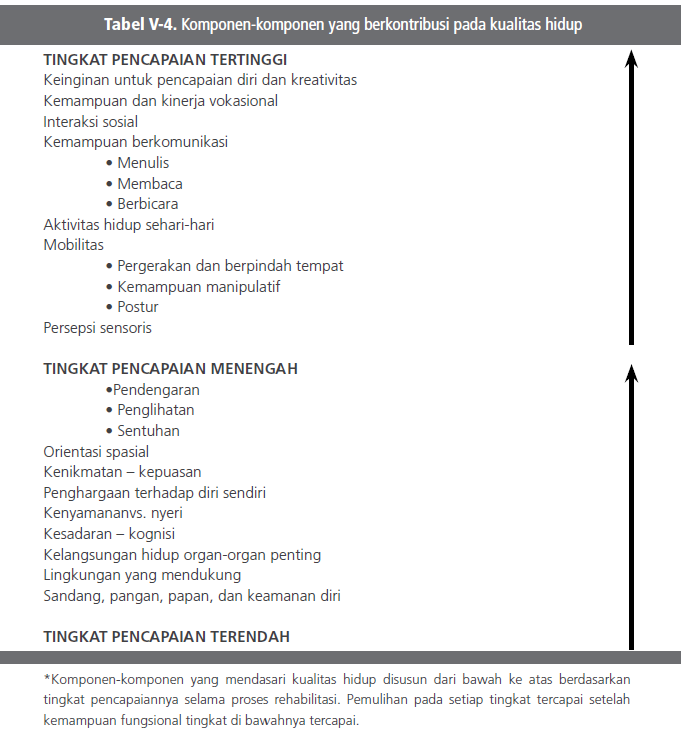 Tabel V-4. Komponen-komponen yang berkontribusi pada kualitas hidup
TINGKAT PENCAPAIAN TERTINGGI
Keinginan untuk pencapaian diri dan kreativitas
Kemampuan dan kinerja vokasional
Interaksi sosial
Kemampuan berkomunikasi
• Menulis
• Membaca
• Berbicara
Aktivitas hidup sehari-hari
Mobilitas
• Pergerakan dan berpindah tempat
• Kemampuan manipulatif
• Postur
Persepsi sensoris
TINGKAT PENCAPAIAN MENENGAH
•Pendengaran
• Penglihatan
• Sentuhan
Orientasi spasial
Kenikmatan – kepuasan
Penghargaan terhadap diri sendiri
Kenyamananvs. nyeri
Kesadaran – kognisi
Kelangsungan hidup organ-organ penting
Lingkungan yang mendukung
Sandang, pangan, papan, dan keamanan diri
TINGKAT PENCAPAIAN TERENDAH
*Komponen-komponen yang mendasari kualitas hidup disusun dari bawah ke atas berdasarkan
tingkat pencapaiannya selama proses rehabilitasi. Pemulihan pada setiap tingkat tercapai setelah
kemampuan fungsional tingkat di bawahnya tercapai.